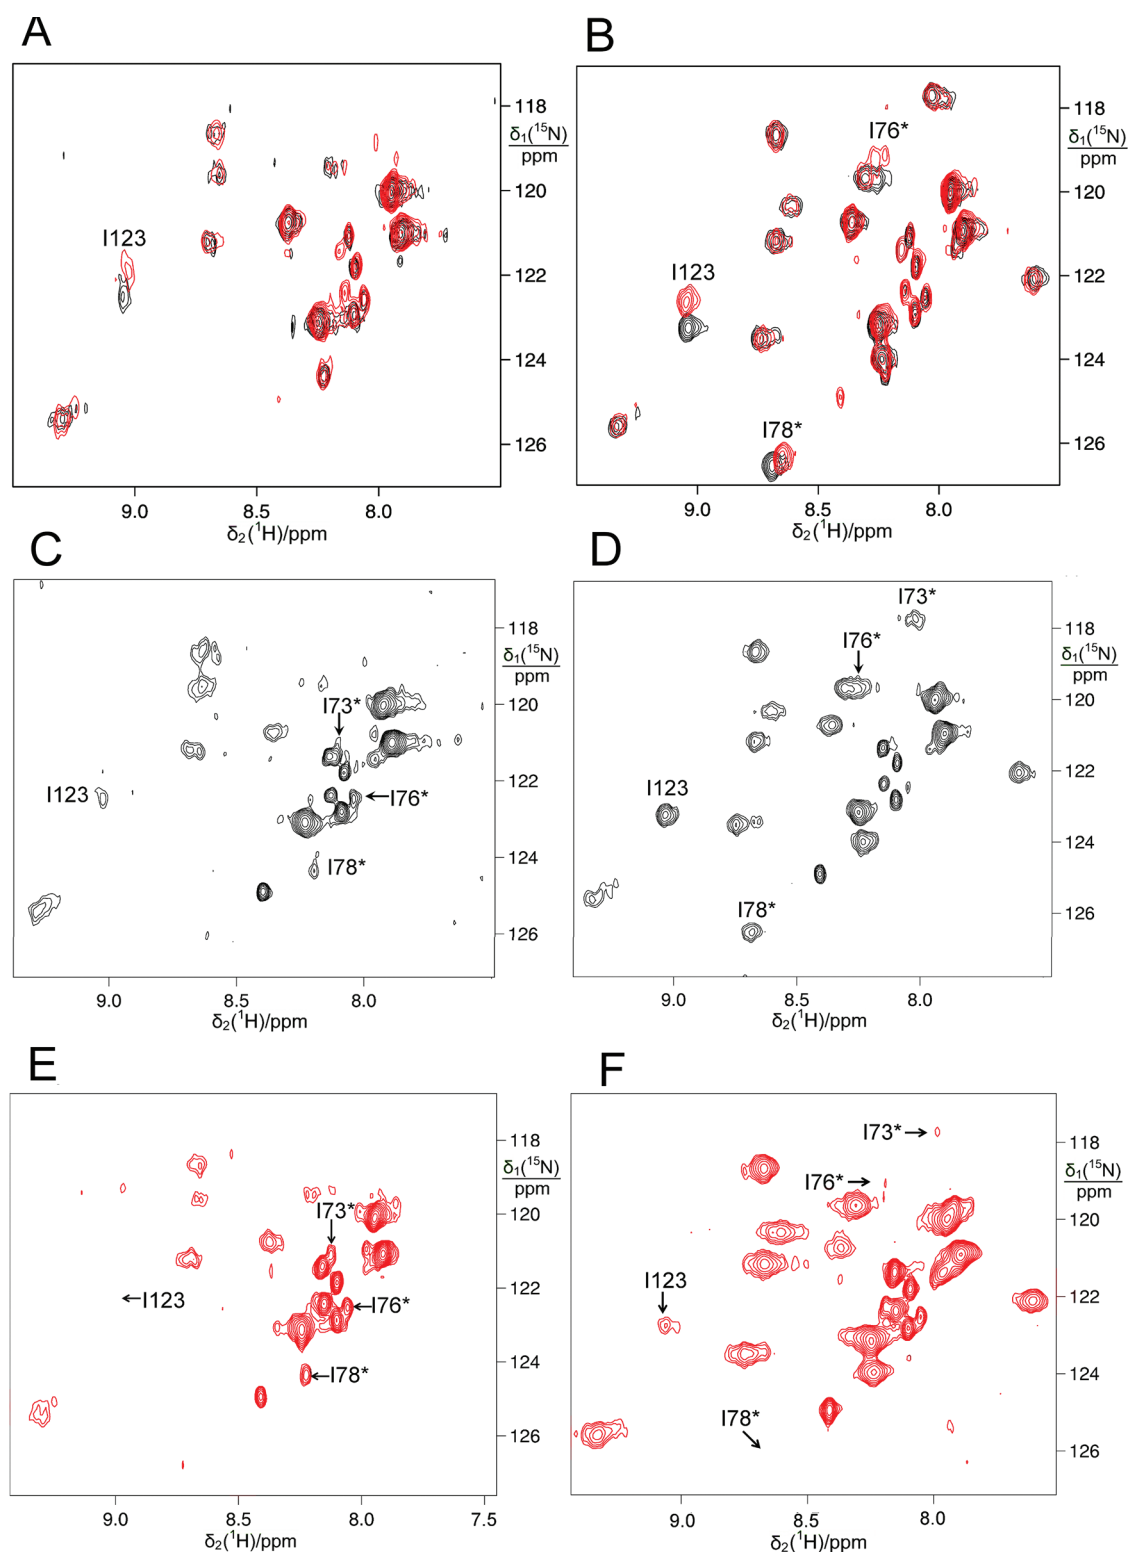 A
118
δ₁(¹⁵N)
ppm
120
I123
122
124
126
9.0 8.5 8.0
δ₂(¹H)/ppm
B
118
δ₁(¹⁵N)
ppm
I76*
120
I123
122
124
I78*
126
9.0 8.5 8.0
δ₂(¹H)/ppm
C
118
δ₁(¹⁵N)
ppm
120
I73*
122
I123
I76*
124
I78*
126
9.0 8.5 8.0
δ₂(¹H)/ppm
D
I73*
118
I76*
δ₁(¹⁵N)
ppm
120
122
I123
124
I78*
126
9.0 8.5 8.0
δ₂(¹H)/ppm
E
118
δ₁(¹⁵N)
ppm
120
I73*
122
I123
I76*
124
I78*
126
9.0 8.5 8.0 7.5
δ₂(¹H)/ppm
F
I73*
118
δ₁(¹⁵N)
ppm
I76*
120
I123
122
124
I78*
126
9.0 8.5 8.0
δ₂(¹H)/ppm